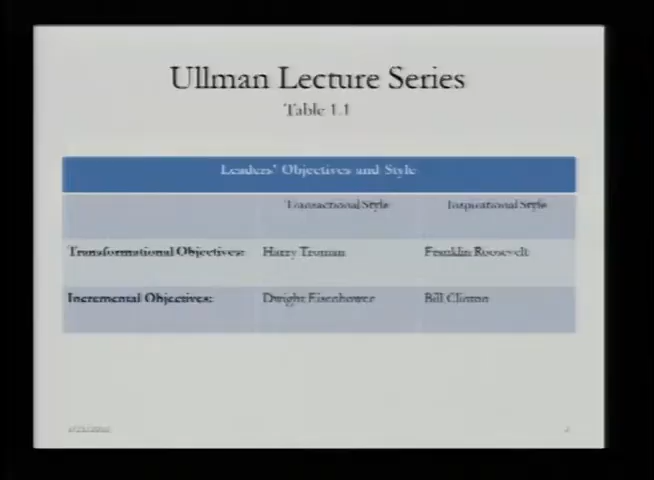 Ullman Lecture Series
Table 1.1
Leaders' Objectives and Style
Transactional Style Inspirational Style
Transformational Objectives: Harry Truman Franklin Roosevelt
Incremental Objectives: Dwight Eisenhower Bill Clinton